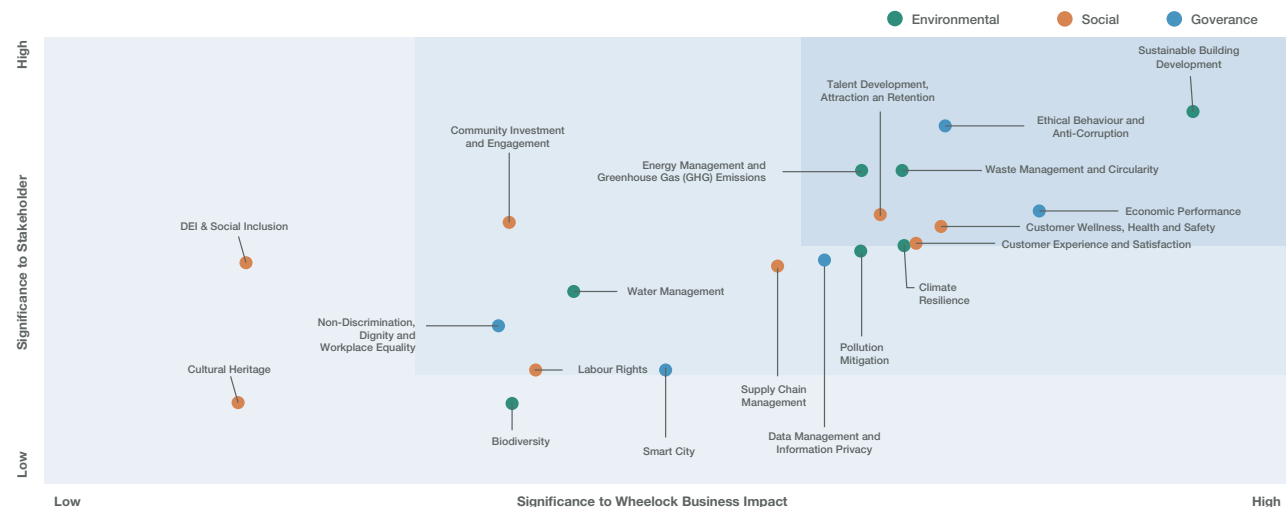 Environmental
Social
Goverance
High
Significance to Stakeholder
Low
Sustainable Building
Development
Talent Development,
Attraction an Retention
Ethical Behaviour and
Anti-Corruption
Community Investment
and Engagement
Energy Management and
Greenhouse Gas (GHG) Emissions
Waste Management and Circularity
Economic Performance
DEI & Social Inclusion
Customer Wellness, Health and Safety
Customer Experience and Satisfaction
Water Management
Climate
Resilience
Non-Discrimination,
Dignity and
Workplace Equality
Pollution
Mitigation
Cultural Heritage
Labour Rights
Supply Chain
Management
Biodiversity
Smart City
Data Management and
Information Privacy
Low
Significance to Wheelock Business Impact
High